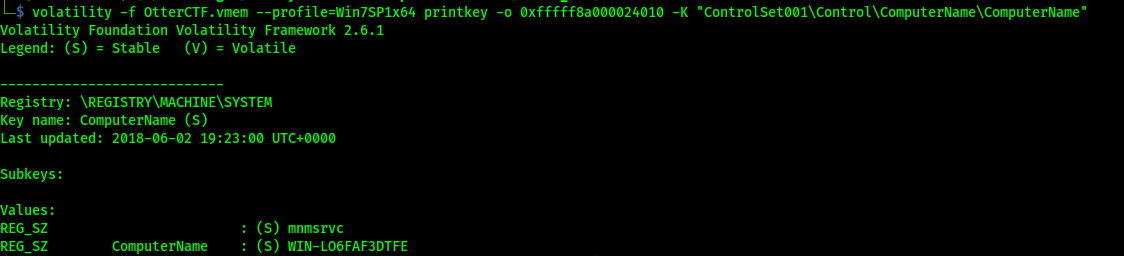 $ volatility -f OtterCTF.vmem --profile=Win7SP1x64 printkey -o 0xfffff8a000024010 -K "ControlSet001\Control\ComputerName\ComputerName"
Volatility Foundation Volatility Framework 2.6.1
Legend: (S) = Stable   (V) = Volatile

----------------------------
Registry: \REGISTRY\MACHINE\SYSTEM
Key name: ComputerName (S)
Last updated: 2018-06-02 19:23:00 UTC+0000

Subkeys:

Values:
REG_SZ                        : (S) mnmsrvc
REG_SZ        ComputerName    : (S) WIN-LO6FAF3DTFE